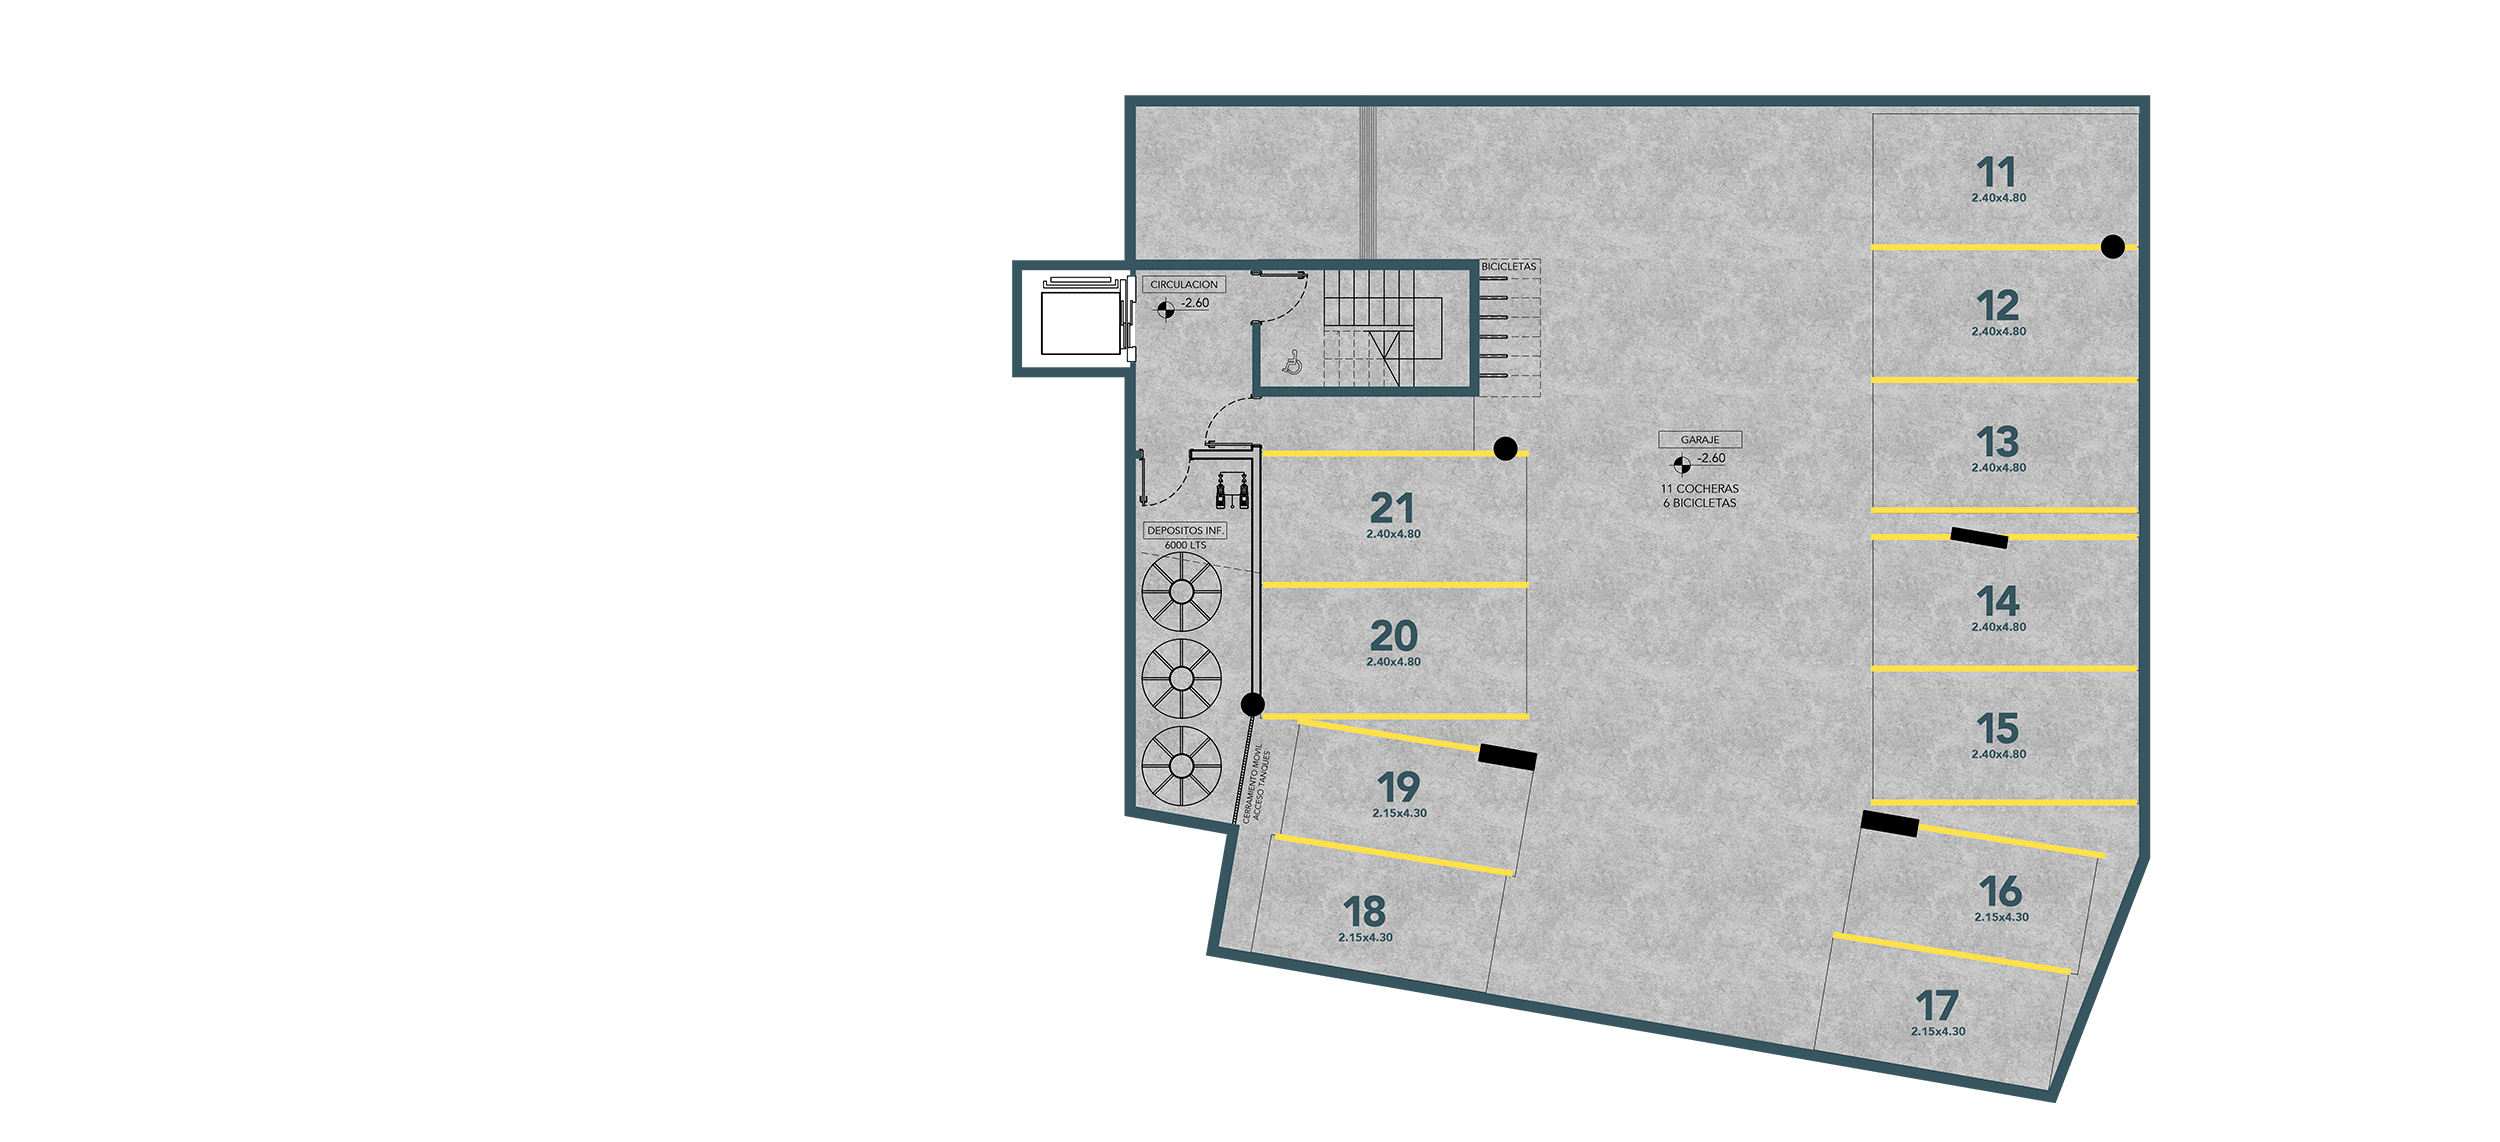 11
2.40x4.80
CIRCULACION
-2.60
BICICLETAS
12
2.40x4.80
GARAJE
-2.60
11 COCHERAS
6 BICICLETAS
13
2.40x4.80
21
2.40x4.80
DEPOSITOS INF.
6000 LTS
14
2.40x4.80
20
2.40x4.80
15
2.40x4.80
CERRAMIENTO MOVIL
ACCESO TANQUES
19
2.15x4.30
16
2.15x4.30
18
2.15x4.30
17
2.15x4.30